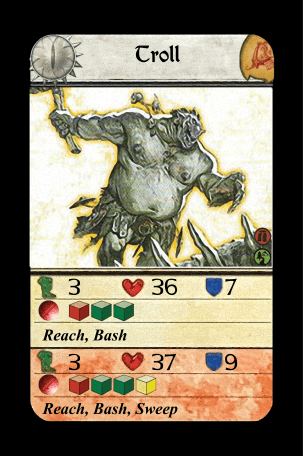 Troll
3 36 7
Reach, Bash
3 37 9
Reach, Bash, Sweep